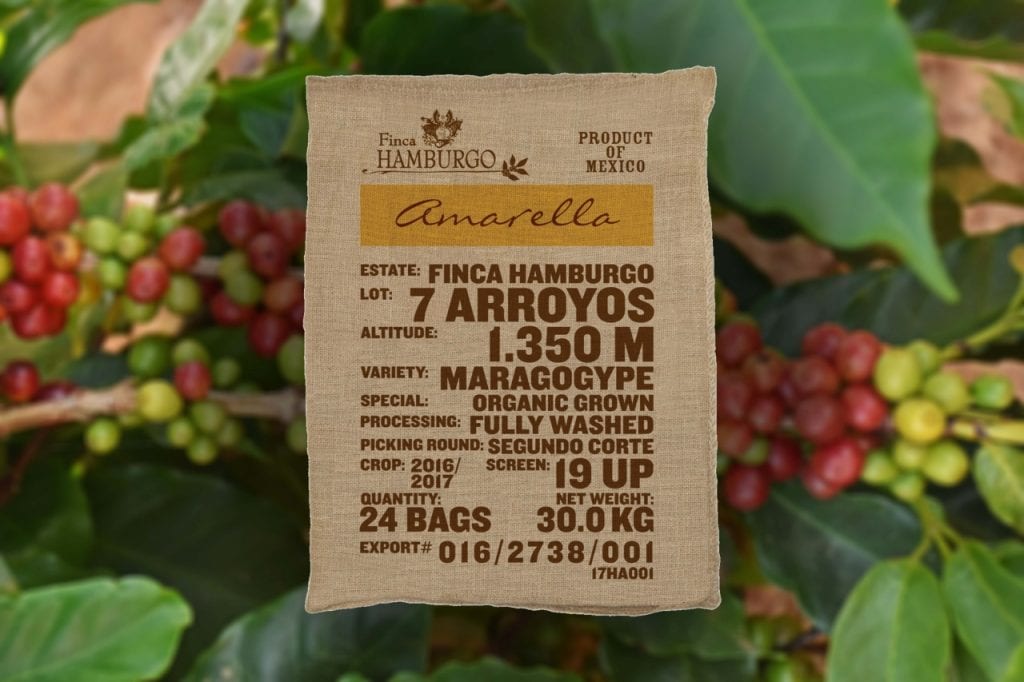 Finca
HAMBURGO
PRODUCT
OF
MEXICO
Amarella
ESTATE: FINCA HAMBURGO
LOT: 7 ARROYOS
ALTITUDE: 1.350 M
VARIETY: MARAGOGYPE
SPECIAL: ORGANIC GROWN
PROCESSING: FULLY WASHED
PICKING ROUND: SEGUNDO CORTE
CROP: 2016/
2017
SCREEN: 19 UP
QUANTITY:
24 BAGS
NET WEIGHT:
30.0 KG
EXPORT# 016/2738/001
17HA001